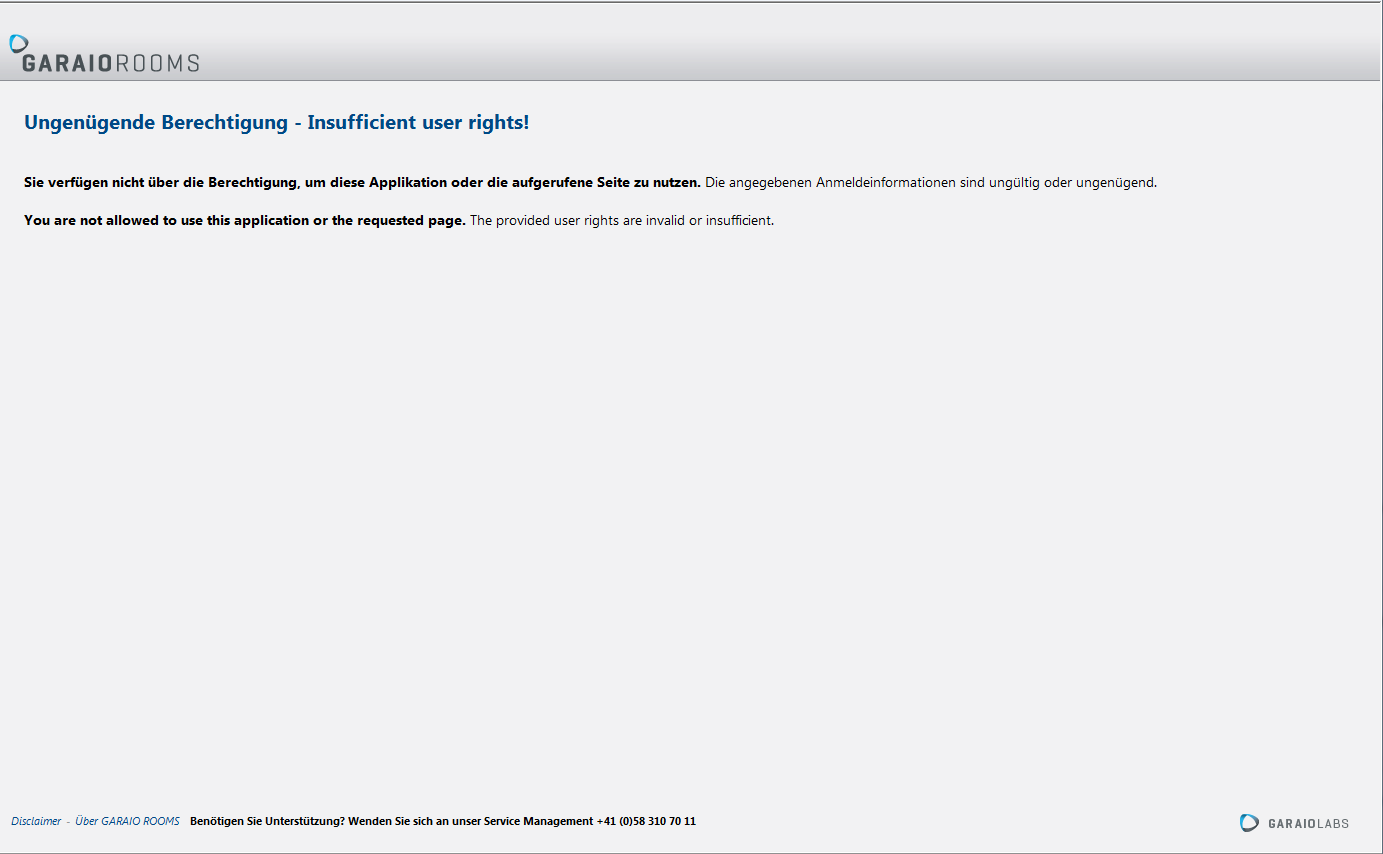 GARAIOROOMS
Ungenügende Berechtigung - Insufficient user rights!
Sie verfügen nicht über die Berechtigung, um diese Applikation oder die aufgerufene Seite zu nutzen. Die angegebenen Anmeldeinformationen sind ungültig oder ungenügend.
You are not allowed to use this application or the requested page. The provided user rights are invalid or insufficient.
Disclaimer - Über GARAIO ROOMS Benötigen Sie Unterstützung? Wenden Sie sich an unser Service Management +41 (0)58 310 70 11
GARAIOLABS